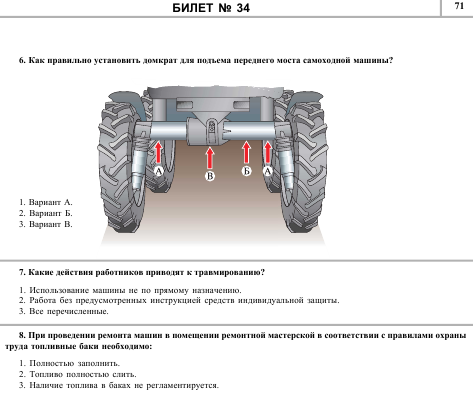 БИЛЕТ № 34
71
6. Как правильно установить домкрат для подъема переднего моста самоходной машины?
А
В
Б
А
1. Вариант А.
2. Вариант Б.
3. Вариант В.
7. Какие действия работников приводят к травмированию?
1. Использование машины не по прямому назначению.
2. Работа без предусмотренных инструкцией средств индивидуальной защиты.
3. Все перечисленные.
8. При проведении ремонта машин в помещении ремонтной мастерской в соответствии с правилами охраны
труда топливные баки необходимо:
1. Полностью заполнить.
2. Топливо полностью слить.
3. Наличие топлива в баках не регламентируется.